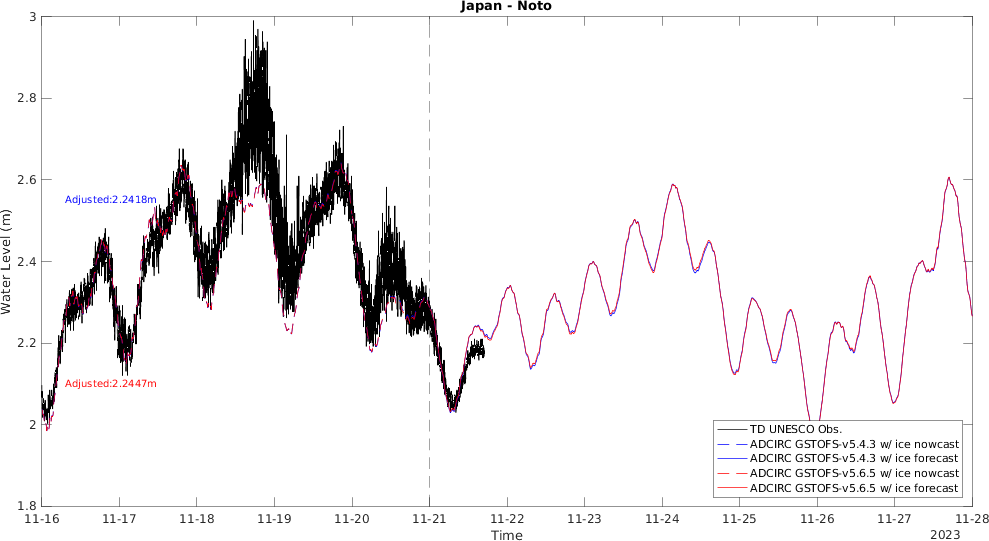 Japan - Noto
Water Level (m)
3
2.8
2.6
2.4
2.2
2
1.8
Adjusted:2.2418m
Adjusted:2.2447m
TD UNESCO Obs.
ADCIRC GSTOFS-v5.4.3 w/ ice nowcast
ADCIRC GSTOFS-v5.4.3 w/ ice forecast
ADCIRC GSTOFS-v5.6.5 w/ ice nowcast
ADCIRC GSTOFS-v5.6.5 w/ ice forecast
11-16 11-17 11-18 11-19 11-20 11-21 11-22 11-23 11-24 11-25 11-26 11-27 11-28
Time
2023